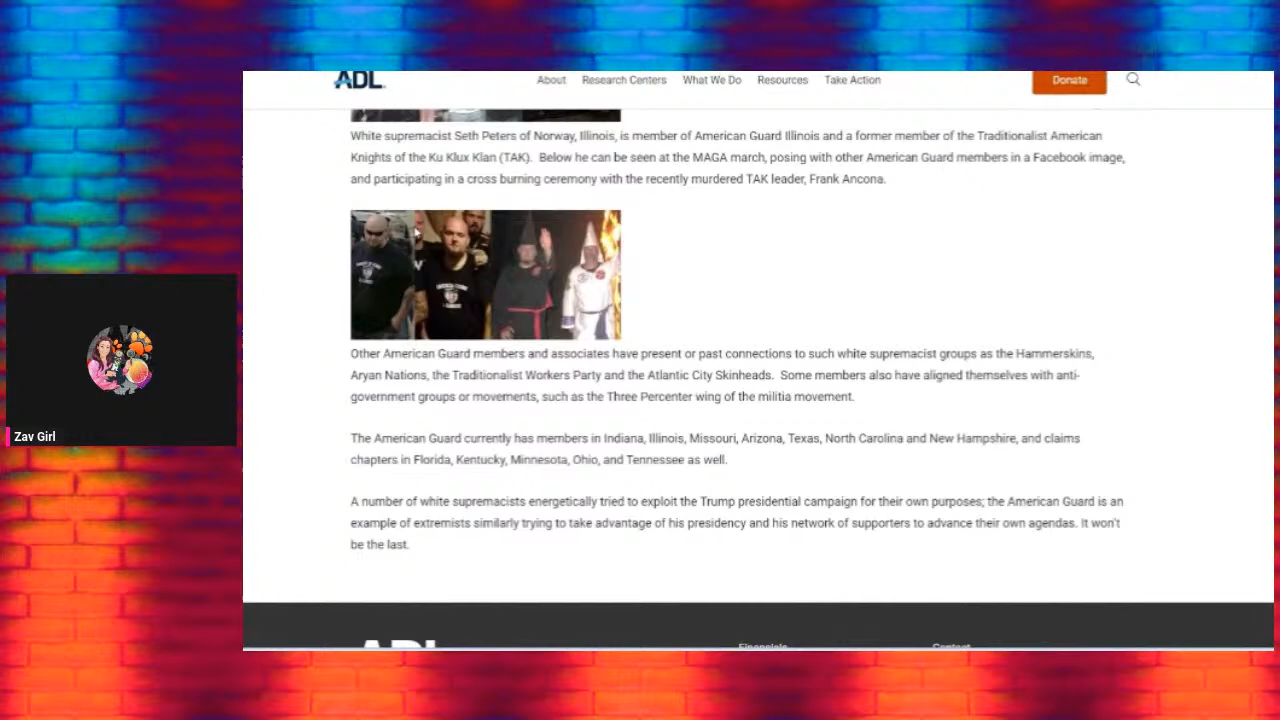 ADL
About Research Centers What We Do Resources Take Action Donate
White supremacist Seth Peters of Norway, Illinois, is member of American Guard Illinois and a former member of the Traditionalist American
Knights of the Ku Klux Klan (TAK). Below he can be seen at the MAGA march, posing with other American Guard members in a Facebook image,
and participating in a cross burning ceremony with the recently murdered TAK leader, Frank Ancona.
Other American Guard members and associates have present or past connections to such white supremacist groups as the Hammerskins,
Aryan Nations, the Traditionalist Workers Party and the Atlantic City Skinheads. Some members also have aligned themselves with anti-
government groups or movements, such as the Three Percenter wing of the militia movement.
Zav Girl
The American Guard currently has members in Indiana, Illinois, Missouri, Arizona, Texas, North Carolina and New Hampshire, and claims
chapters in Florida, Kentucky, Minnesota, Ohio, and Tennessee as well.
A number of white supremacists energetically tried to exploit the Trump presidential campaign for their own purposes; the American Guard is an
example of extremists similarly trying to take advantage of his presidency and his network of supporters to advance their own agendas. It won't
be the last.
ADL
Financials Contact